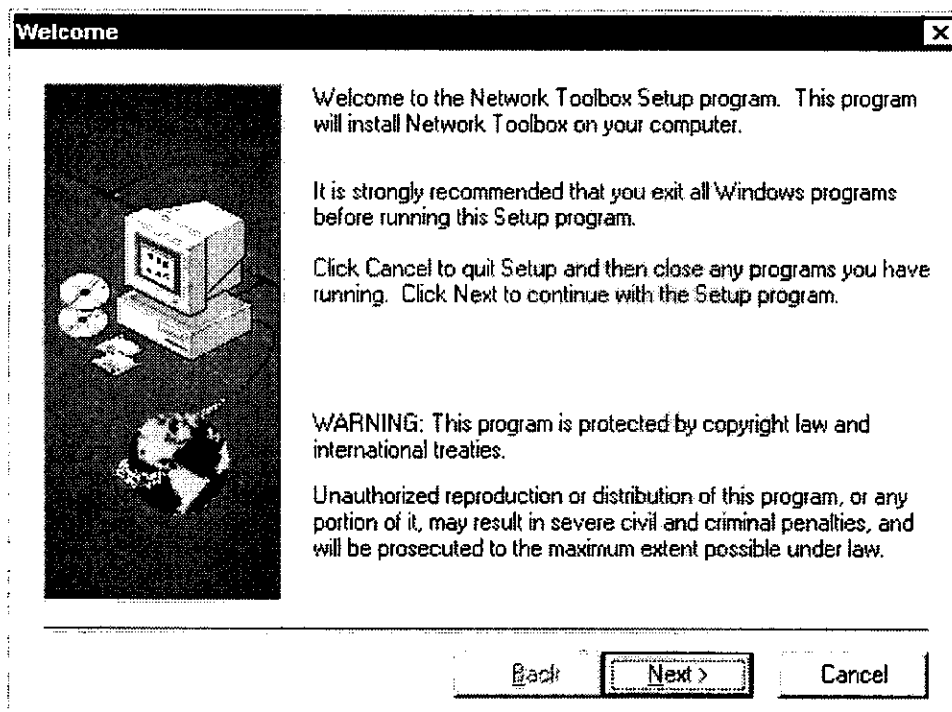 Welcome
Welcome to the Network Toolbox Setup program. This program
will install Network Toolbox on your computer.
It is strongly recommended that you exit all Windows programs
before running this Setup program.
Click Cancel to quit Setup and then close any programs you have
running. Click Next to continue with the Setup program.
WARNING: This program is protected by copyright law and
international treaties.
Unauthorized reproduction or distribution of this program, or any
portion of it, may result in severe civil and criminal penalties, and
will be prosecuted to the maximum extent possible under law.
Back Next > Cancel